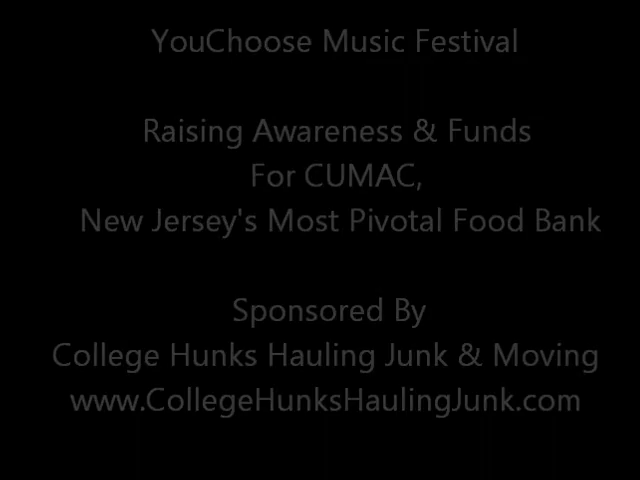 YouChoose Music Festival
Raising Awareness & Funds
For CUMAC,
New Jersey's Most Pivotal Food Bank
Sponsored By
College Hunks Hauling Junk & Moving
www.CollegeHunksHaulingJunk.com